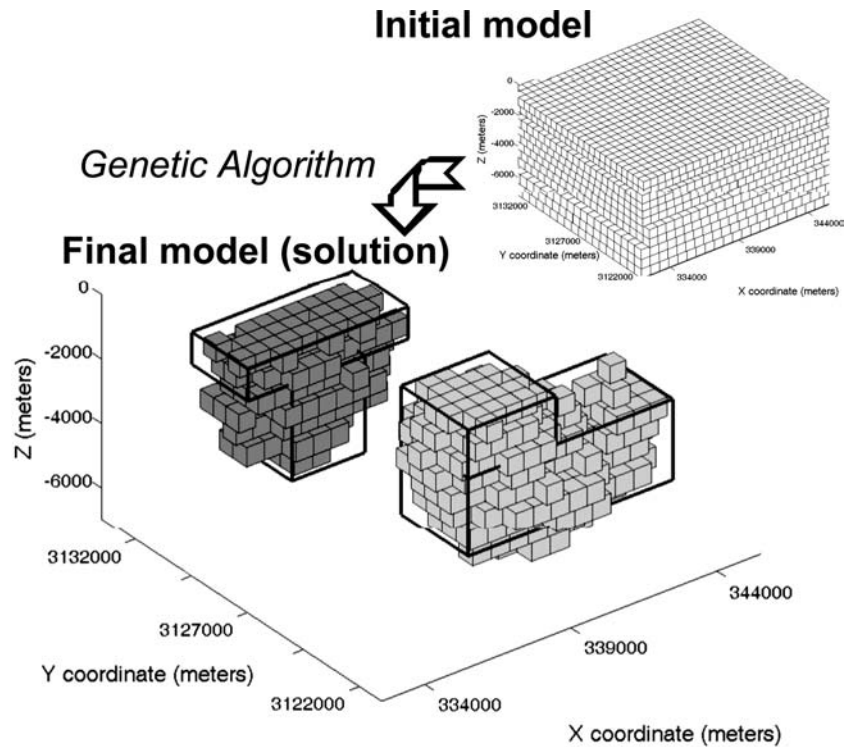 Initial model
0
-2000
-4000
-6000
Z (meters)
3132000
3127000
3122000
Y coordinate (meters)
334000
339000
344000
X coordinate (meters)
Genetic Algorithm
Final model (solution)
0
-2000
-4000
-6000
Z (meters)
3132000
3127000
3122000
Y coordinate (meters)
334000
339000
344000
X coordinate (meters)